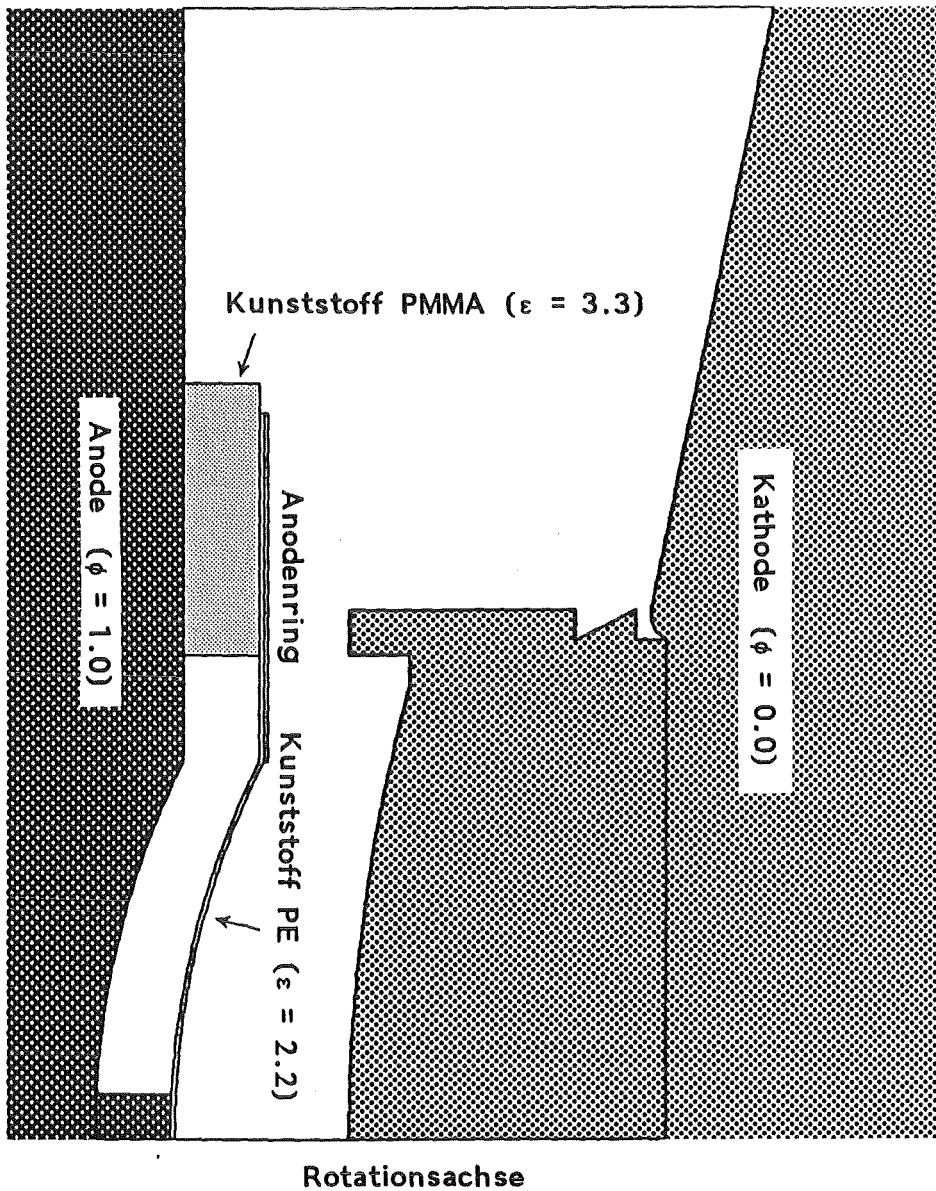 Kunststoff PMMA (ε = 3.3)
Anode (ϕ = 1.0)
Anodenring
Kunststoff PE (ε = 2.2)
Kathode (ϕ = 0.0)
Rotationsachse